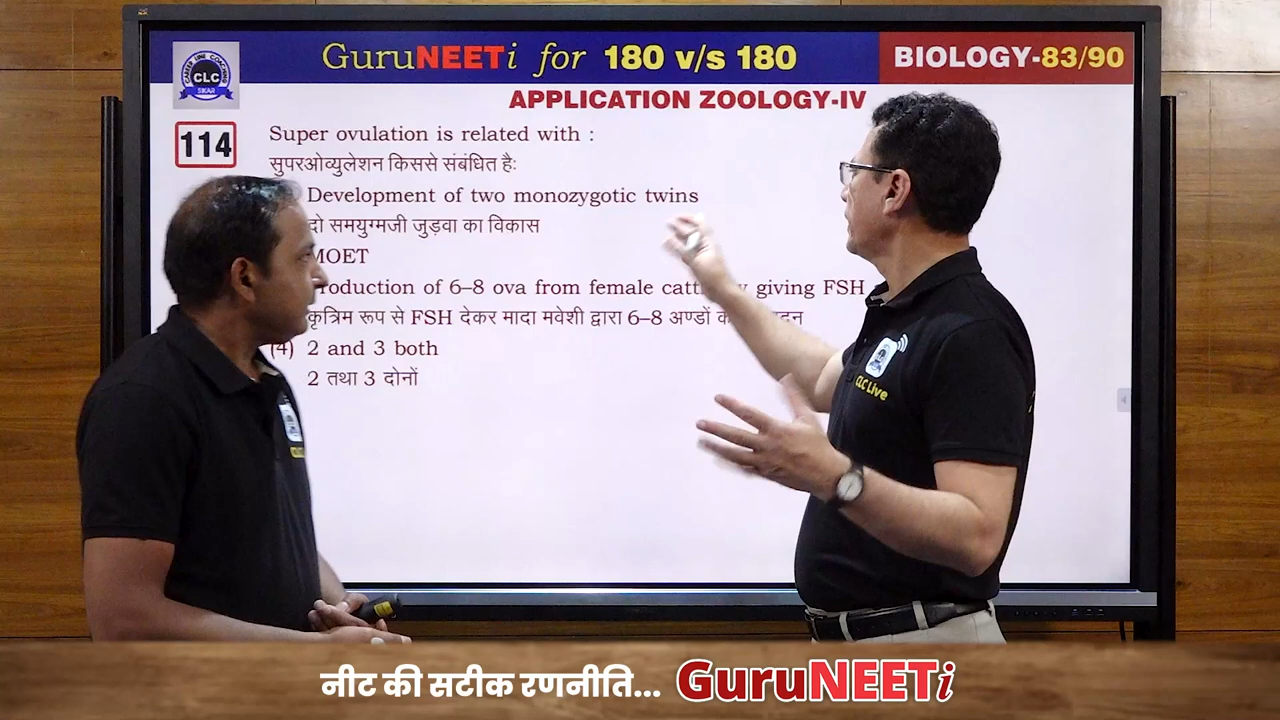 GuruNEETi for 180 v/s 180
BIOLOGY-83/90
CLC
SIKAR
APPLICATION ZOOLOGY-IV
114
Super ovulation is related with :
सुपरओव्युलेशन किससे संबंधित है:
Development of two monozygotic twins
दो समयुग्मजी जुड़वा का विकास
MOET
roduction of 6–8 ova from female giving FSH
कृत्रिम रूप से FSH देकर मादा मवेशी द्वारा 6–8 अण्डों
(4) 2 and 3 both
2 तथा 3 दोनों
CLC Live
नीट की सटीक रणनीति... GuruNEETi